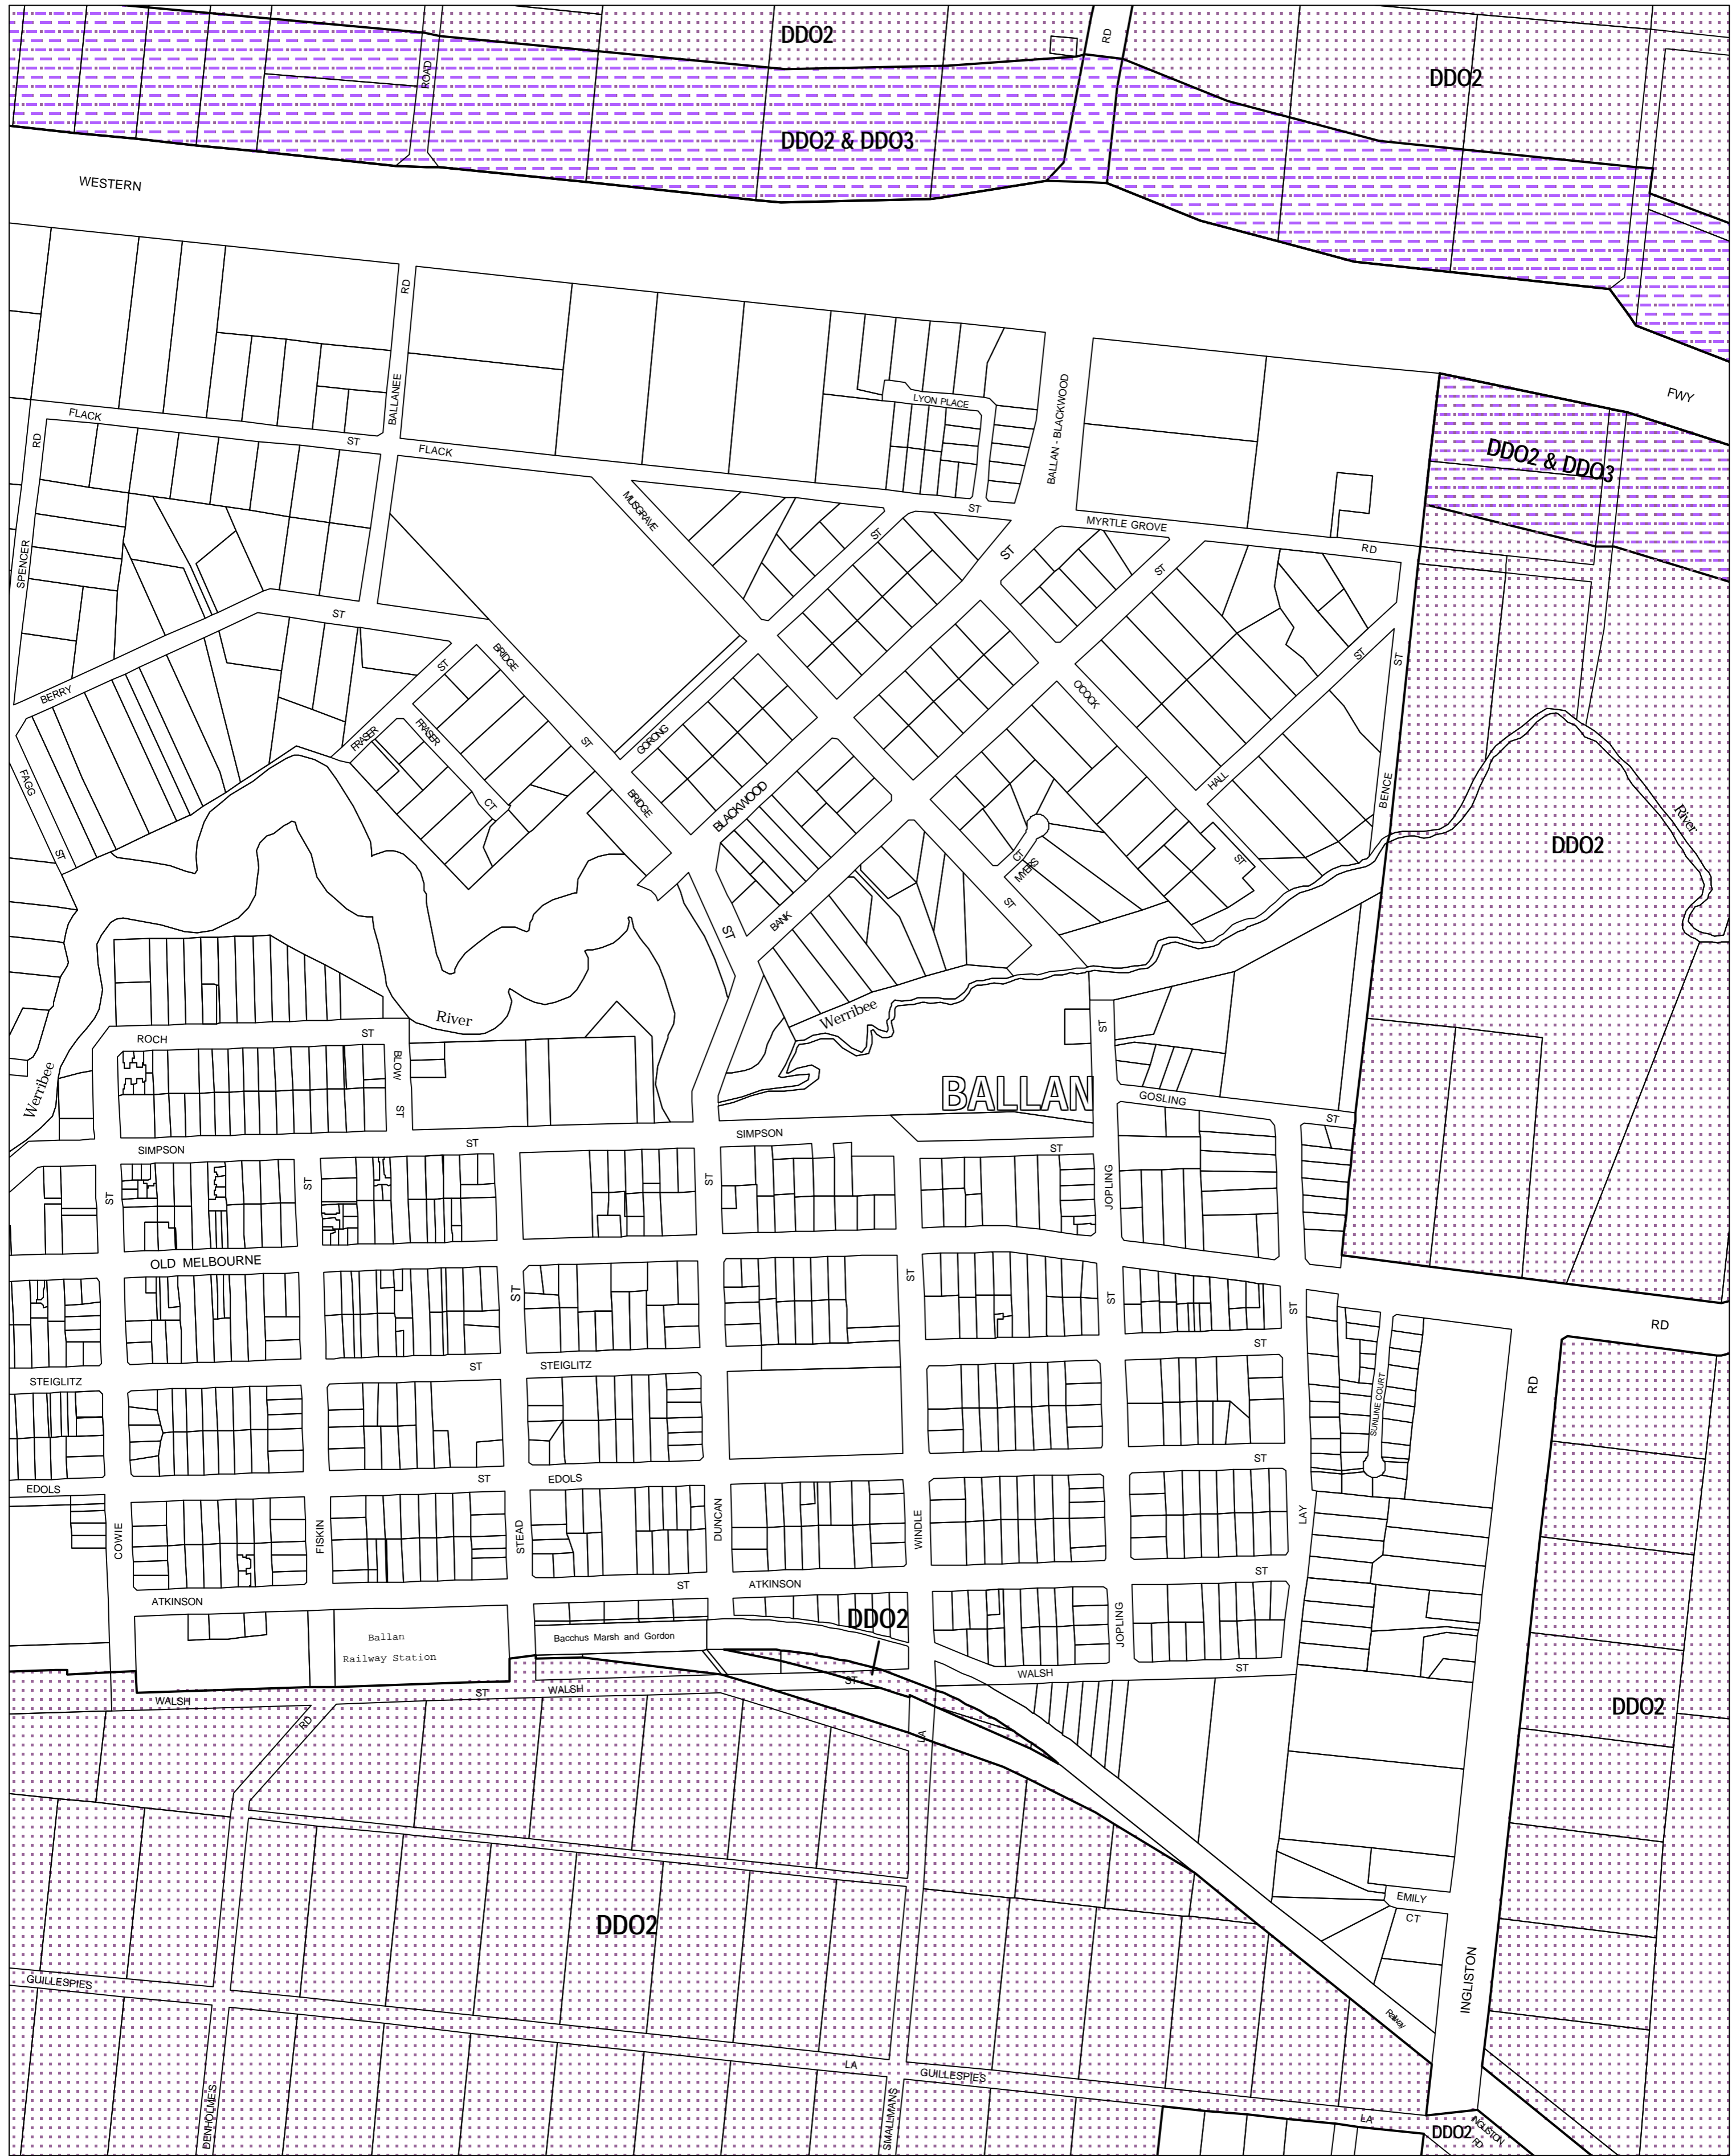 DDO2
RD
DDO2
ROAD
DDO2 & DDO3
WESTERN
RD
FWY
BALLANEE
LYON PLACE
BALLAN - BLACKWOOD
FLACK
ST
FLACK
RD
DDO2 & DDO3
MUSGRAVE
ST
ST
ST
MYRTLE GROVE
RD
SPENCER
ST
ST
BRIDGE
ST
ST
ST
BERRY
OCOCK
FRASER
FRASER
ST
GORONG
FAGG
CT
BRIDGE
BLACKWOOD
HALL
BENCE
River
ST
DDO2
CT
MYERS
ST
ST
BANK
ST
Werribee
River
ROCH
ST
ST
BLOW
ST
Werribee
BALLAN
GOSLING
ST
SIMPSON
SIMPSON
ST
ST
ST
ST
ST
JOPLING
OLD MELBOURNE
ST
ST
ST
ST
RD
ST
STEIGLITZ
ST
STEIGLITZ
RD
SUNLINE COURT
ST
EDOLS
ST
EDOLS
COWIE
FISKIN
STEAD
DUNCAN
WINDLE
LAY
ST
ATKINSON
ST
ATKINSON
DDO2
JOPLING
Ballan
Railway Station
Bacchus Marsh and Gordon
WALSH
ST
WALSH
ST
WALSH
ST
RD
LA
DDO2
EMILY
CT
DDO2
INGLISTON
GUILLESPIES
Railway
LA
GUILLESPIES
DENHOLMES
SMALLMANS
LA
DDO2
INGLISTON
RD